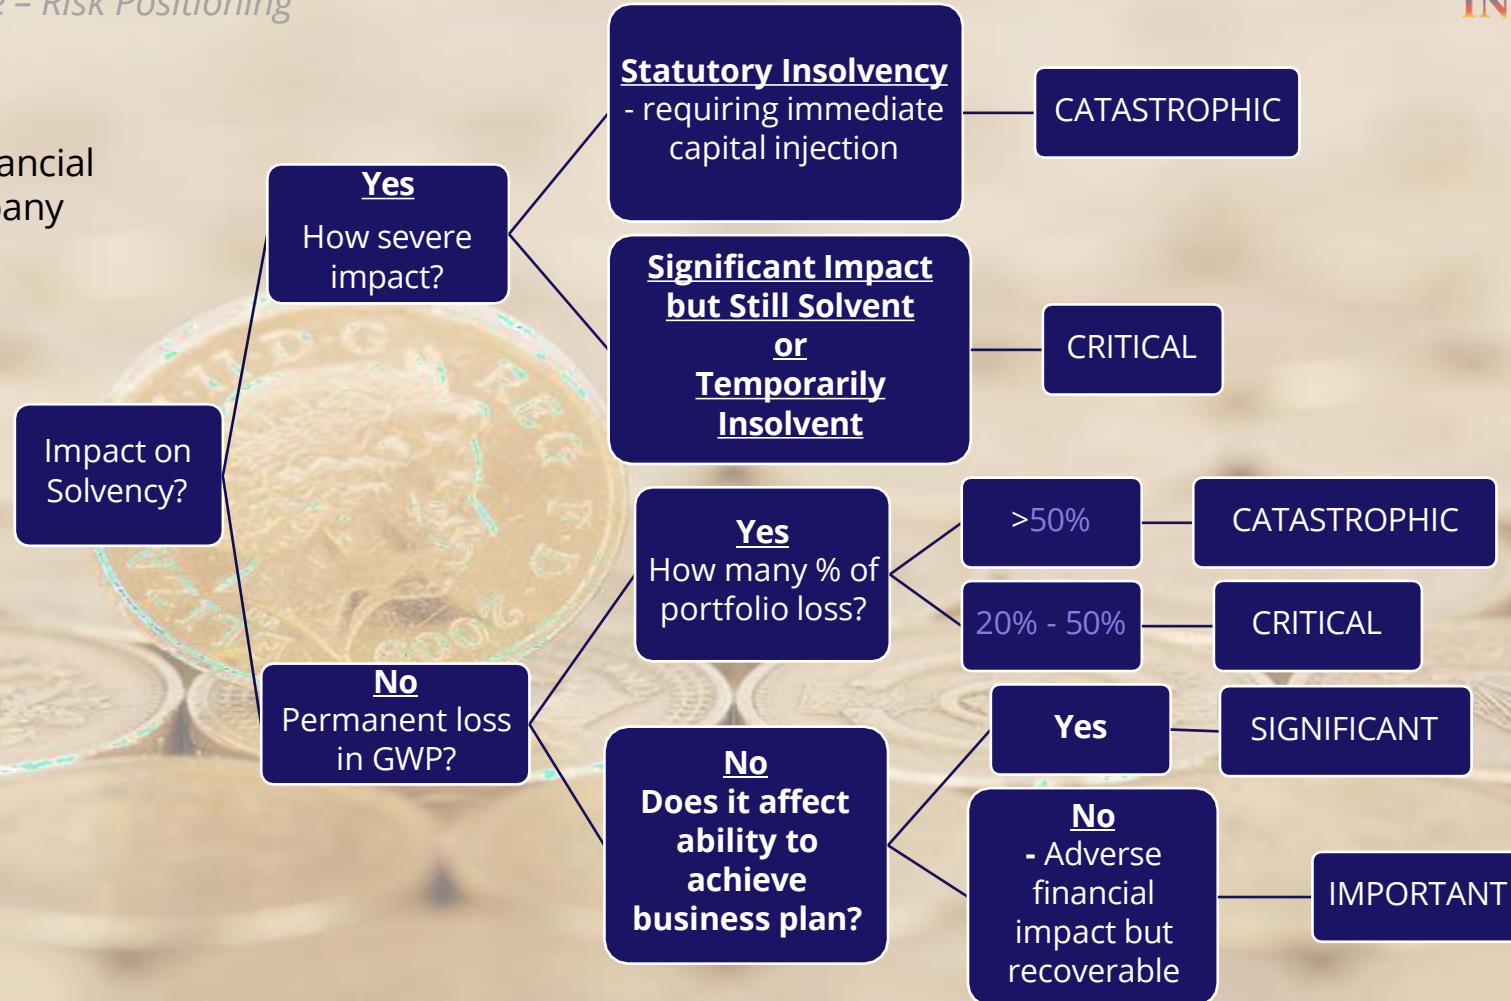 – Risk Positioning
IN
Statutory Insolvency
- requiring immediate
capital injection
CATASTROPHIC
Yes
How severe
impact?
Significant Impact
but Still Solvent
or
Temporarily
Insolvent
CRITICAL
Impact on
Solvency?
Yes
How many % of
portfolio loss?
>50%
CATASTROPHIC
20% - 50%
CRITICAL
No
Permanent loss
in GWP?
No
Does it affect
ability to
achieve
business plan?
Yes
SIGNIFICANT
No
- Adverse
financial
impact but
recoverable
IMPORTANT